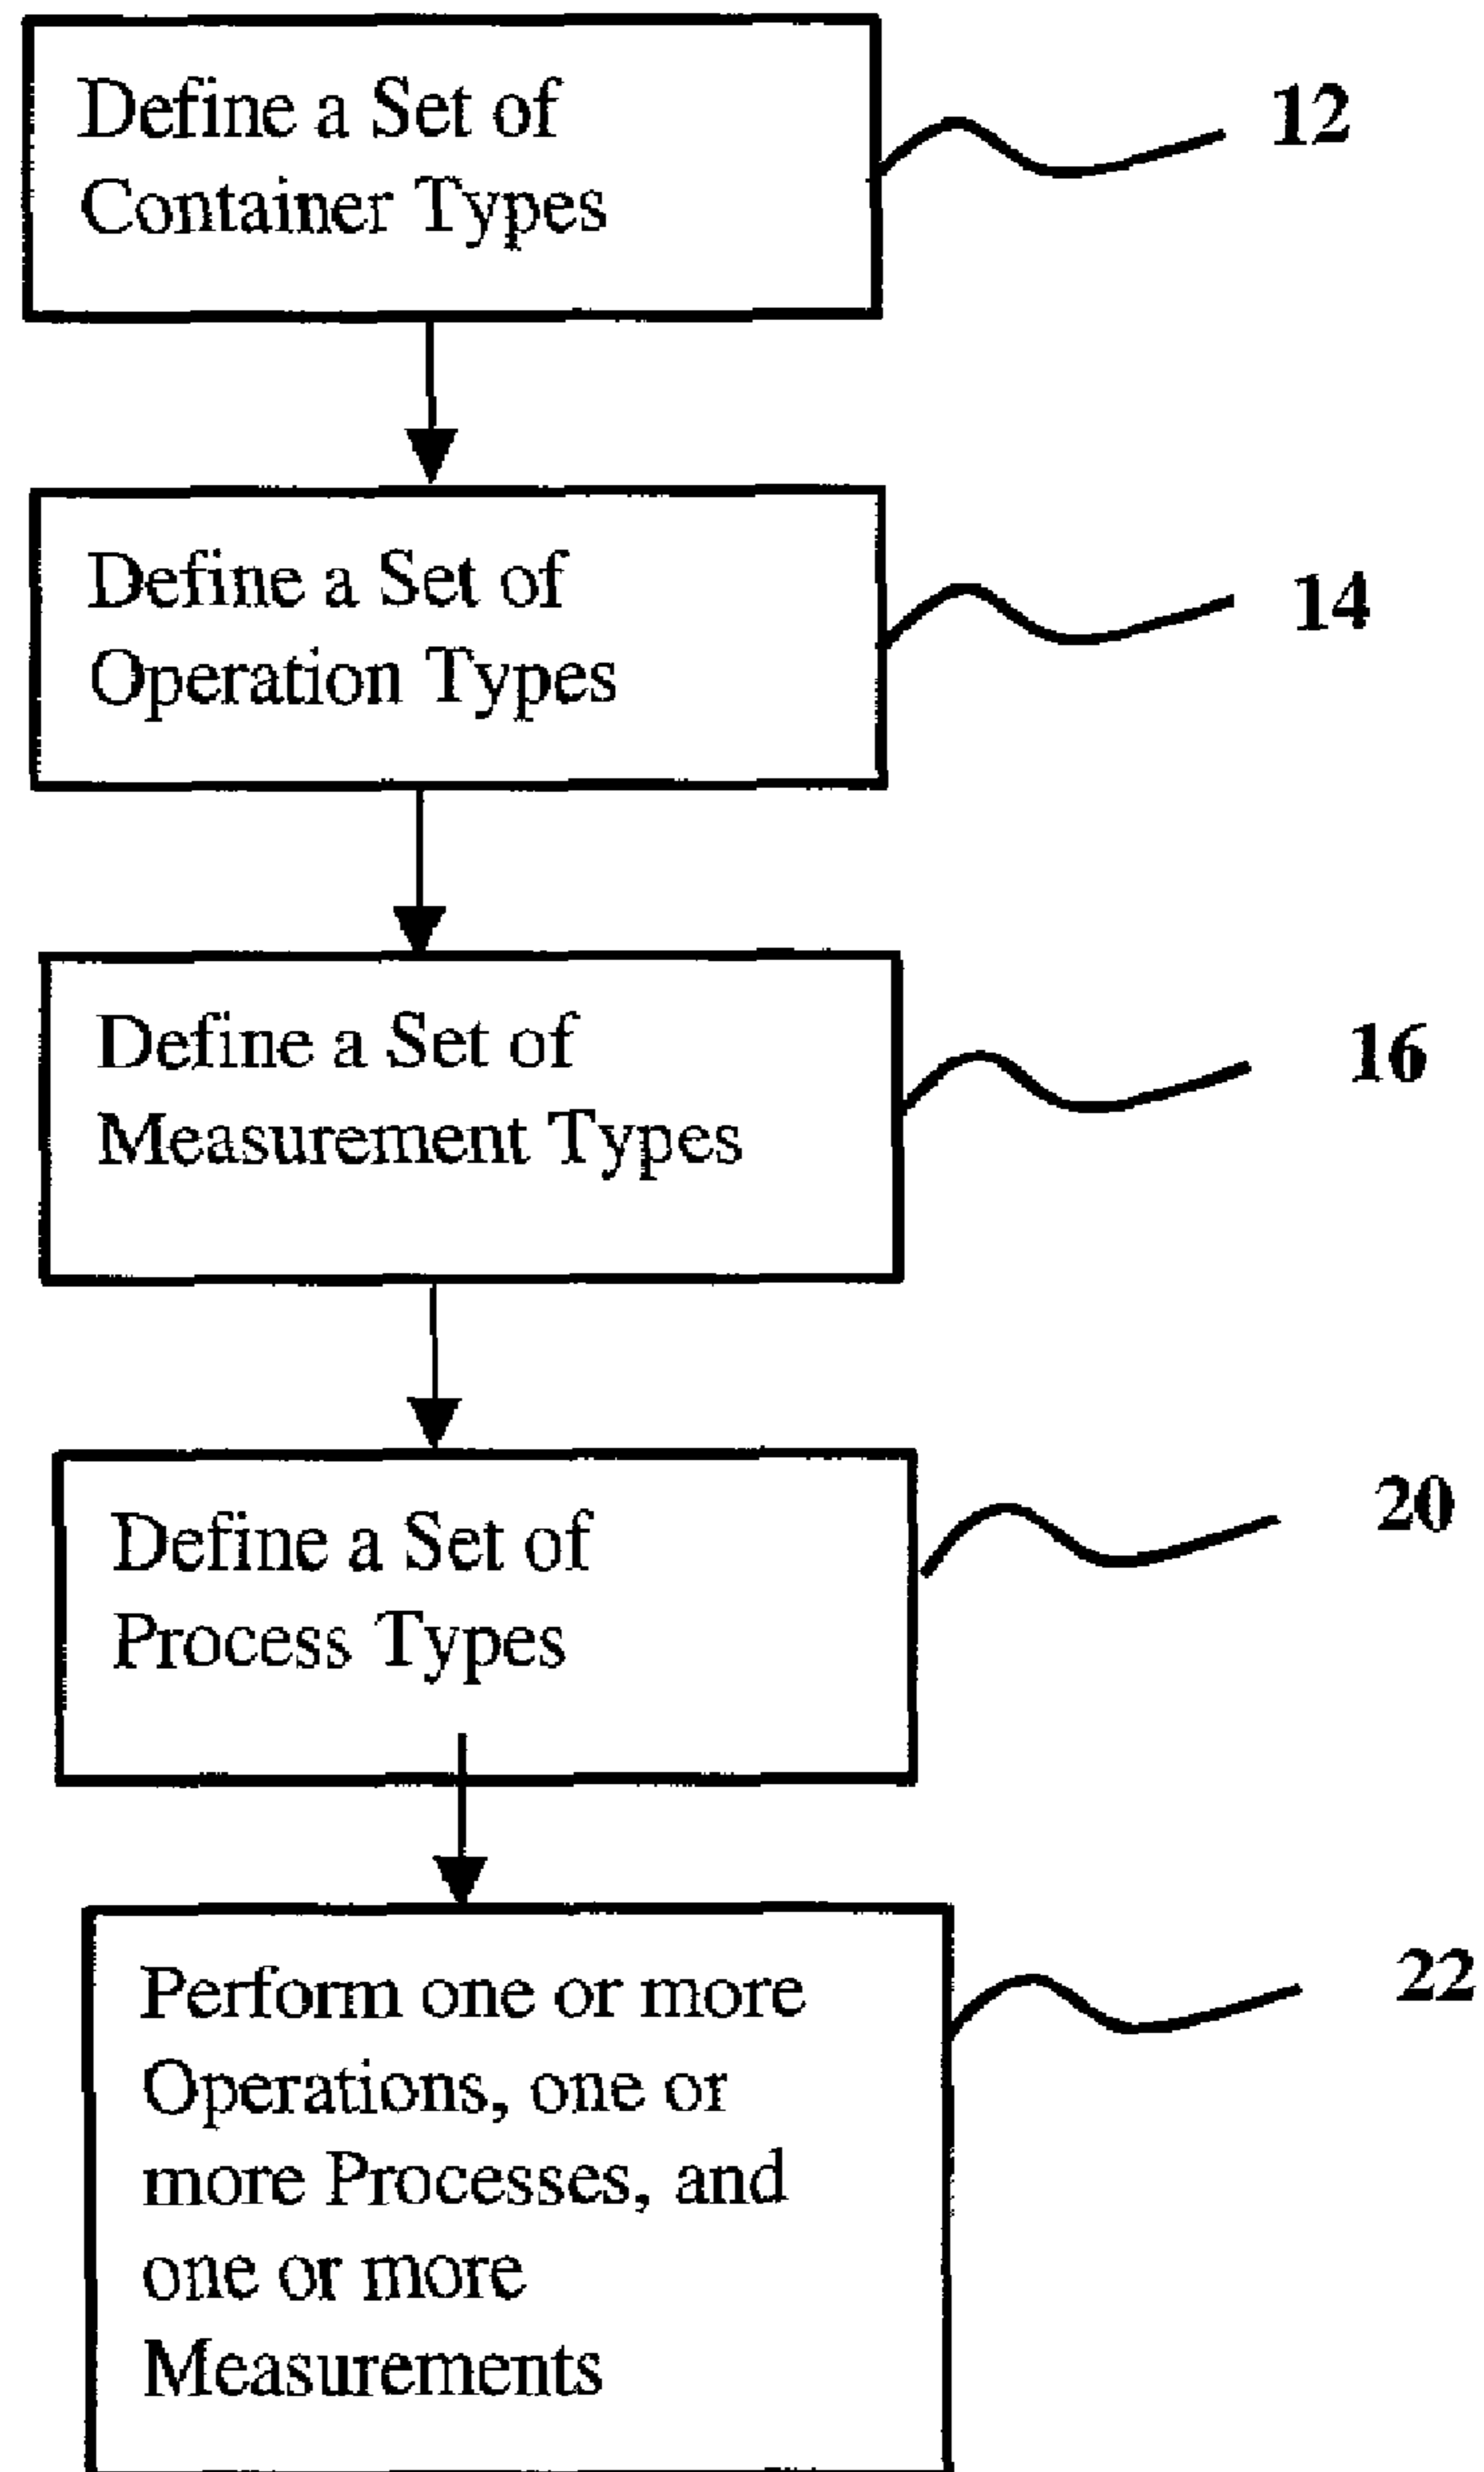 Define a Set of
Container Types
12
Define a Set of
Operation Types
14
Define a Set of
Measurement Types
16
Define a Set of
Process Types
20
Perform one or more
Operations, one or
more Processes, and
one or more
Measurements
22